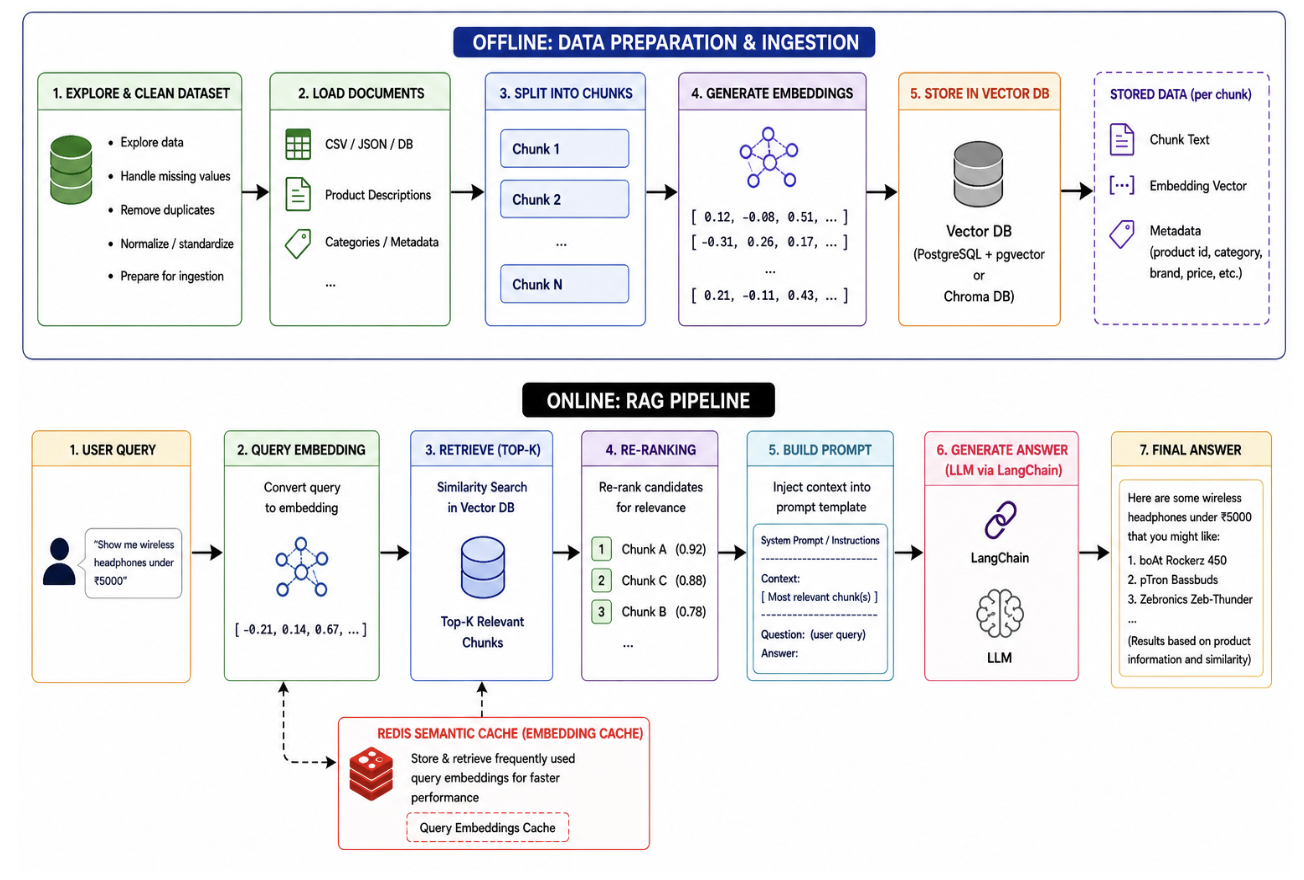 OFFLINE: DATA PREPARATION & INGESTION
1. EXPLORE & CLEAN DATASET
• Explore data
• Handle missing values
• Remove duplicates
• Normalize / standardize
• Prepare for ingestion
2. LOAD DOCUMENTS
CSV / JSON / DB
Product Descriptions
Categories / Metadata
...
3. SPLIT INTO CHUNKS
Chunk 1
Chunk 2
...
Chunk N
4. GENERATE EMBEDDINGS
[ 0.12, -0.08, 0.51, ... ]
[ -0.31, 0.26, 0.17, ... ]
...
[ 0.21, -0.11, 0.43, ... ]
5. STORE IN VECTOR DB
Vector DB
(PostgreSQL + pgvector
or
Chroma DB)
STORED DATA (per chunk)
Chunk Text
[...]
Embedding Vector
Metadata
(product id, category,
brand, price, etc.)
ONLINE: RAG PIPELINE
1. USER QUERY
"Show me wireless
headphones under
₹5000"
2. QUERY EMBEDDING
Convert query
to embedding
[ -0.21, 0.14, 0.67, ... ]
3. RETRIEVE (TOP-K)
Similarity Search
in Vector DB
Top-K Relevant
Chunks
4. RE-RANKING
Re-rank candidates
for relevance
1 Chunk A (0.92)
2 Chunk C (0.88)
3 Chunk B (0.78)
...
5. BUILD PROMPT
Inject context into
prompt template
System Prompt / Instructions
------------------------
Context:
[ Most relevant chunk(s) ]
------------------------
Question: (user query)
Answer:
6. GENERATE ANSWER
(LLM via LangChain)
LangChain
LLM
7. FINAL ANSWER
Here are some wireless
headphones under ₹5000
that you might like:
1. boAt Rockerz 450
2. pTron Bassbuds
3. Zebronics Zeb-Thunder
...
(Results based on product
information and similarity)
REDIS SEMANTIC CACHE (EMBEDDING CACHE)
Store & retrieve frequently used
query embeddings for faster
performance
Query Embeddings Cache